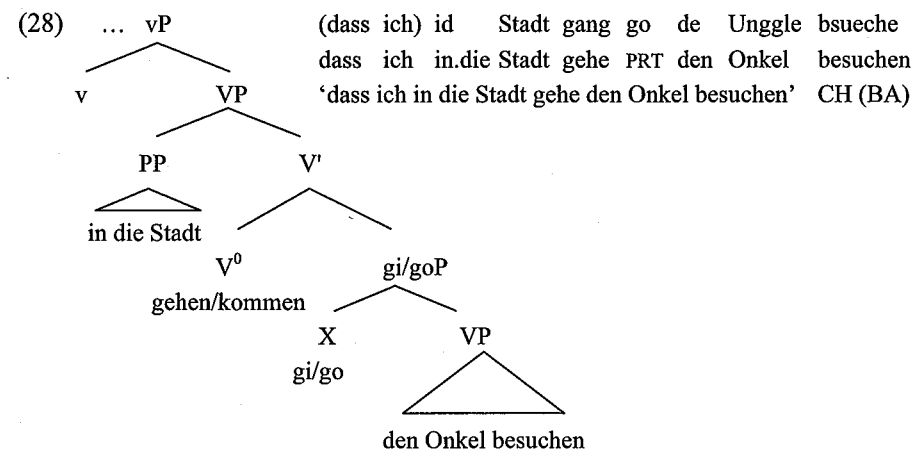 (28) … vP (dass ich) id Stadt gang go de Unggle bsueche
dass ich in.die Stadt gehe PRT den Onkel besuchen
v VP ‘dass ich in die Stadt gehe den Onkel besuchen’ CH (BA)
PP V'
in die Stadt
V⁰ gi/goP
gehen/kommen
X VP
gi/go
den Onkel besuchen